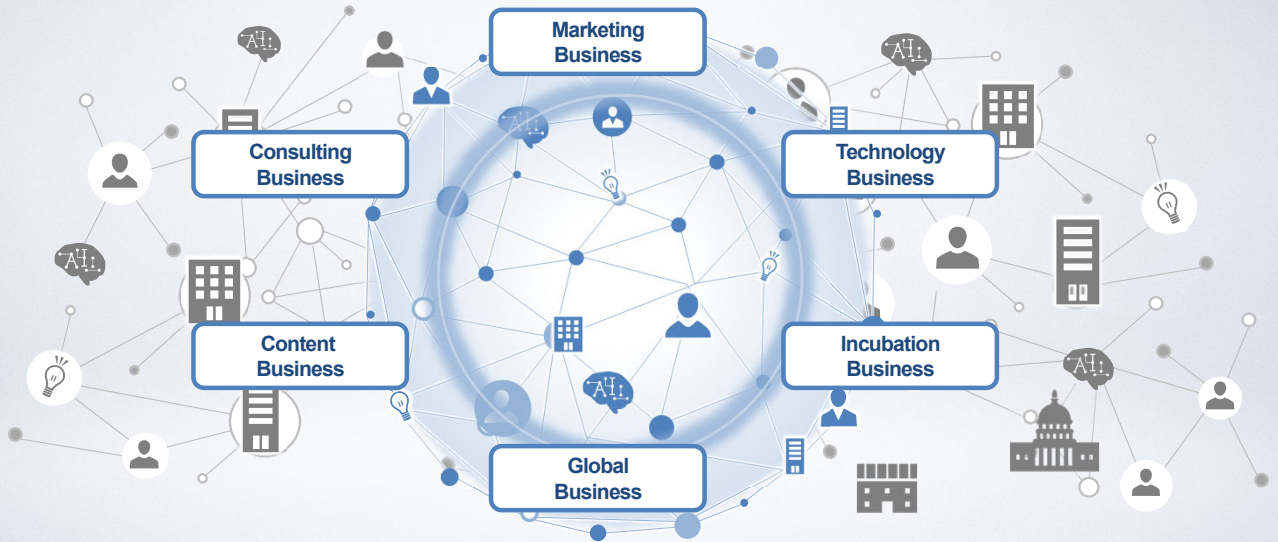 Marketing
Business
Consulting
Business
Technology
Business
Content
Business
Incubation
Business
Global
Business